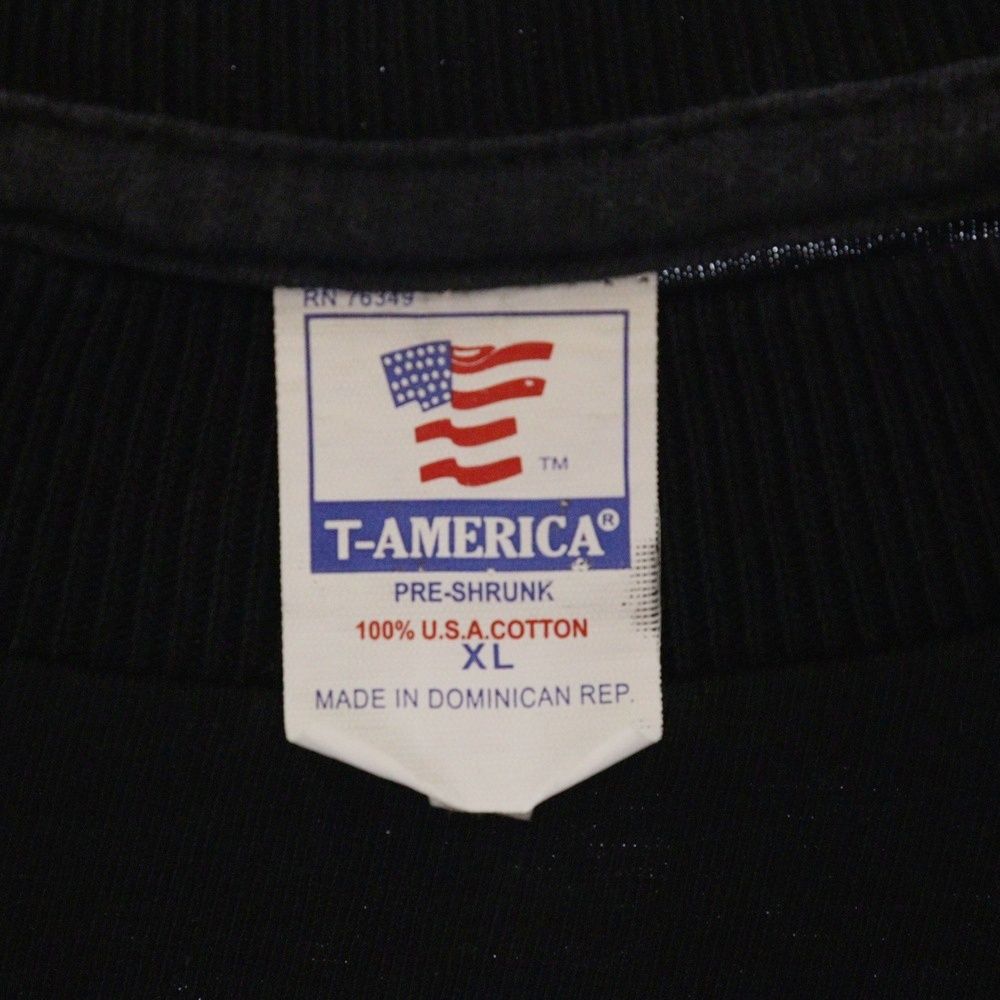 RN 76349
TM
T-AMERICA®
PRE-SHRUNK
100% U.S.A.COTTON
XL
MADE IN DOMINICAN REP.